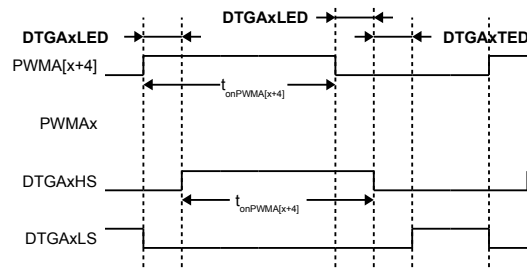 DTGAxLED
DTGAxLED
DTGAxTED
PWMA[x+4]
tonPWMA[x+4]
PWMAx
DTGAxHS
tonPWMA[x+4]
DTGAxLS